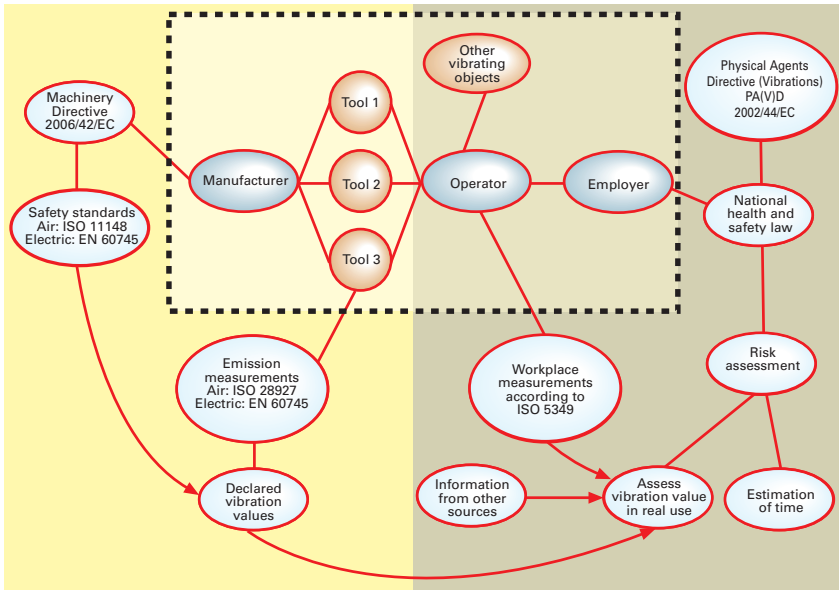 Other
vibrating
objects
Physical Agents
Directive (Vibrations)
PA(V)D
2002/44/EC
Machinery
Directive
2006/42/EC
Tool 1
Manufacturer
Tool 2
Operator
Employer
Safety standards
Air: ISO 11148
Electric: EN 60745
National
health and
safety law
Tool 3
Emission
measurements
Air: ISO 28927
Electric: EN 60745
Workplace
measurements
according to
ISO 5349
Risk
assessment
Declared
vibration
values
Information
from other
sources
Assess
vibration value
in real use
Estimation
of time